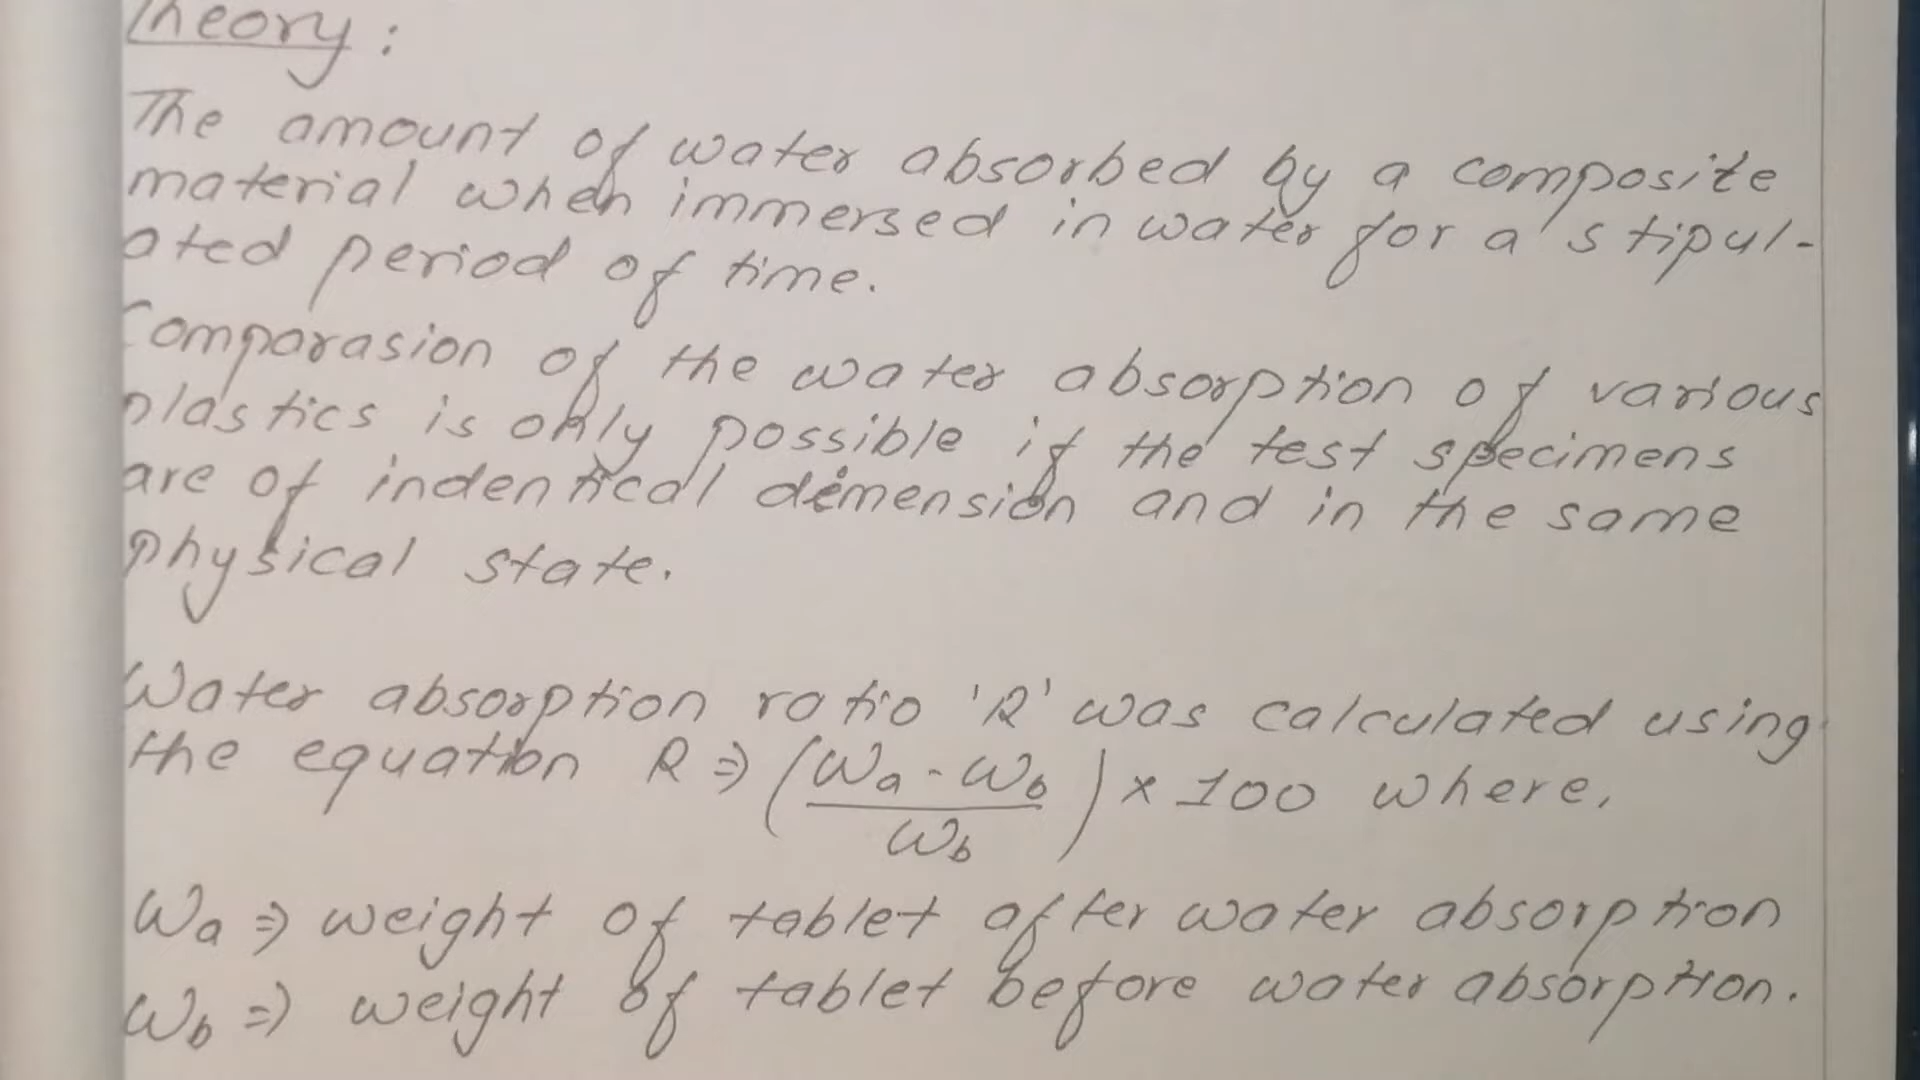 Theory:
The amount of water absorbed by a composite
material when immersed in water for a stipul-
ated period of time.
Comparasion of the water absorption of various
plastics is only possible if the test specimens
are of indentical dimension and in the same
physical state.
Water absorption ratio 'R' was calculated using
the equation R ⇒ (Wa - Wb / Wb) × 100 where,
Wa ⇒ weight of tablet after water absorption
Wb ⇒ weight of tablet before water absorption.